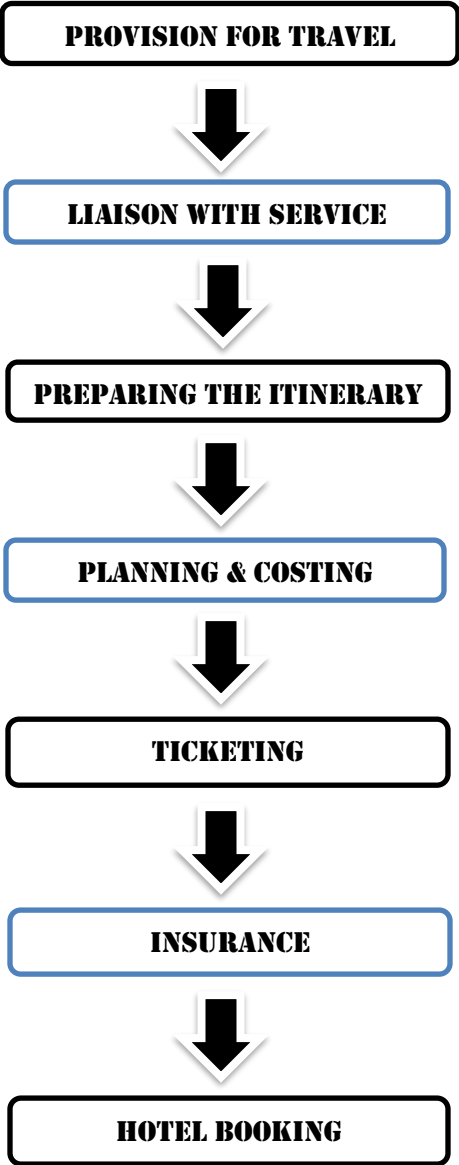 PROVISION FOR TRAVEL
LIAISON WITH SERVICE
PREPARING THE ITINERARY
PLANNING & COSTING
TICKETING
INSURANCE
HOTEL BOOKING